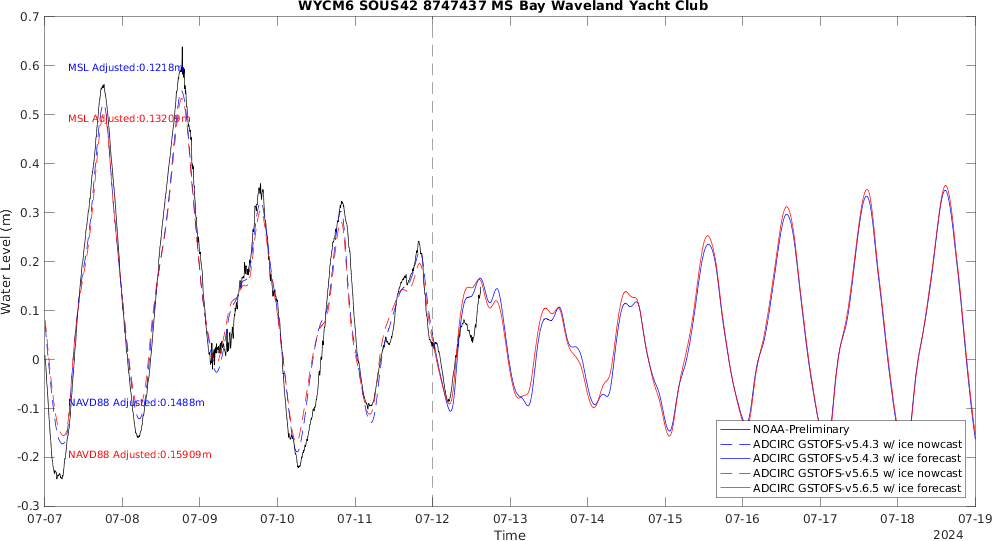 WYCM6 SOUS42 8747437 MS Bay Waveland Yacht Club
0.7
0.6
0.5
0.4
0.3
0.2
0.1
0
-0.1
-0.2
-0.3
Water Level (m)
MSL Adjusted:0.1218m
MSL Adjusted:0.13209m
NAVD88 Adjusted:0.1488m
NAVD88 Adjusted:0.15909m
NOAA-Preliminary
ADCIRC GSTOFS-v5.4.3 w/ ice nowcast
ADCIRC GSTOFS-v5.4.3 w/ ice forecast
ADCIRC GSTOFS-v5.6.5 w/ ice nowcast
ADCIRC GSTOFS-v5.6.5 w/ ice forecast
07-07 07-08 07-09 07-10 07-11 07-12 07-13 07-14 07-15 07-16 07-17 07-18 07-19
Time
2024